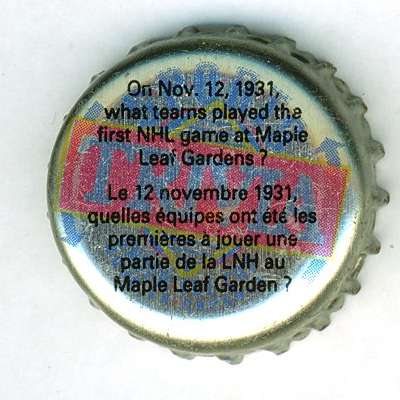 On Nov. 12, 1931,
what teams played the
first NHL game at Maple
Leaf Gardens ?
Le 12 novembre 1931,
quelles équipes ont été les
premières à jouer une
partie de la LNH au
Maple Leaf Garden ?